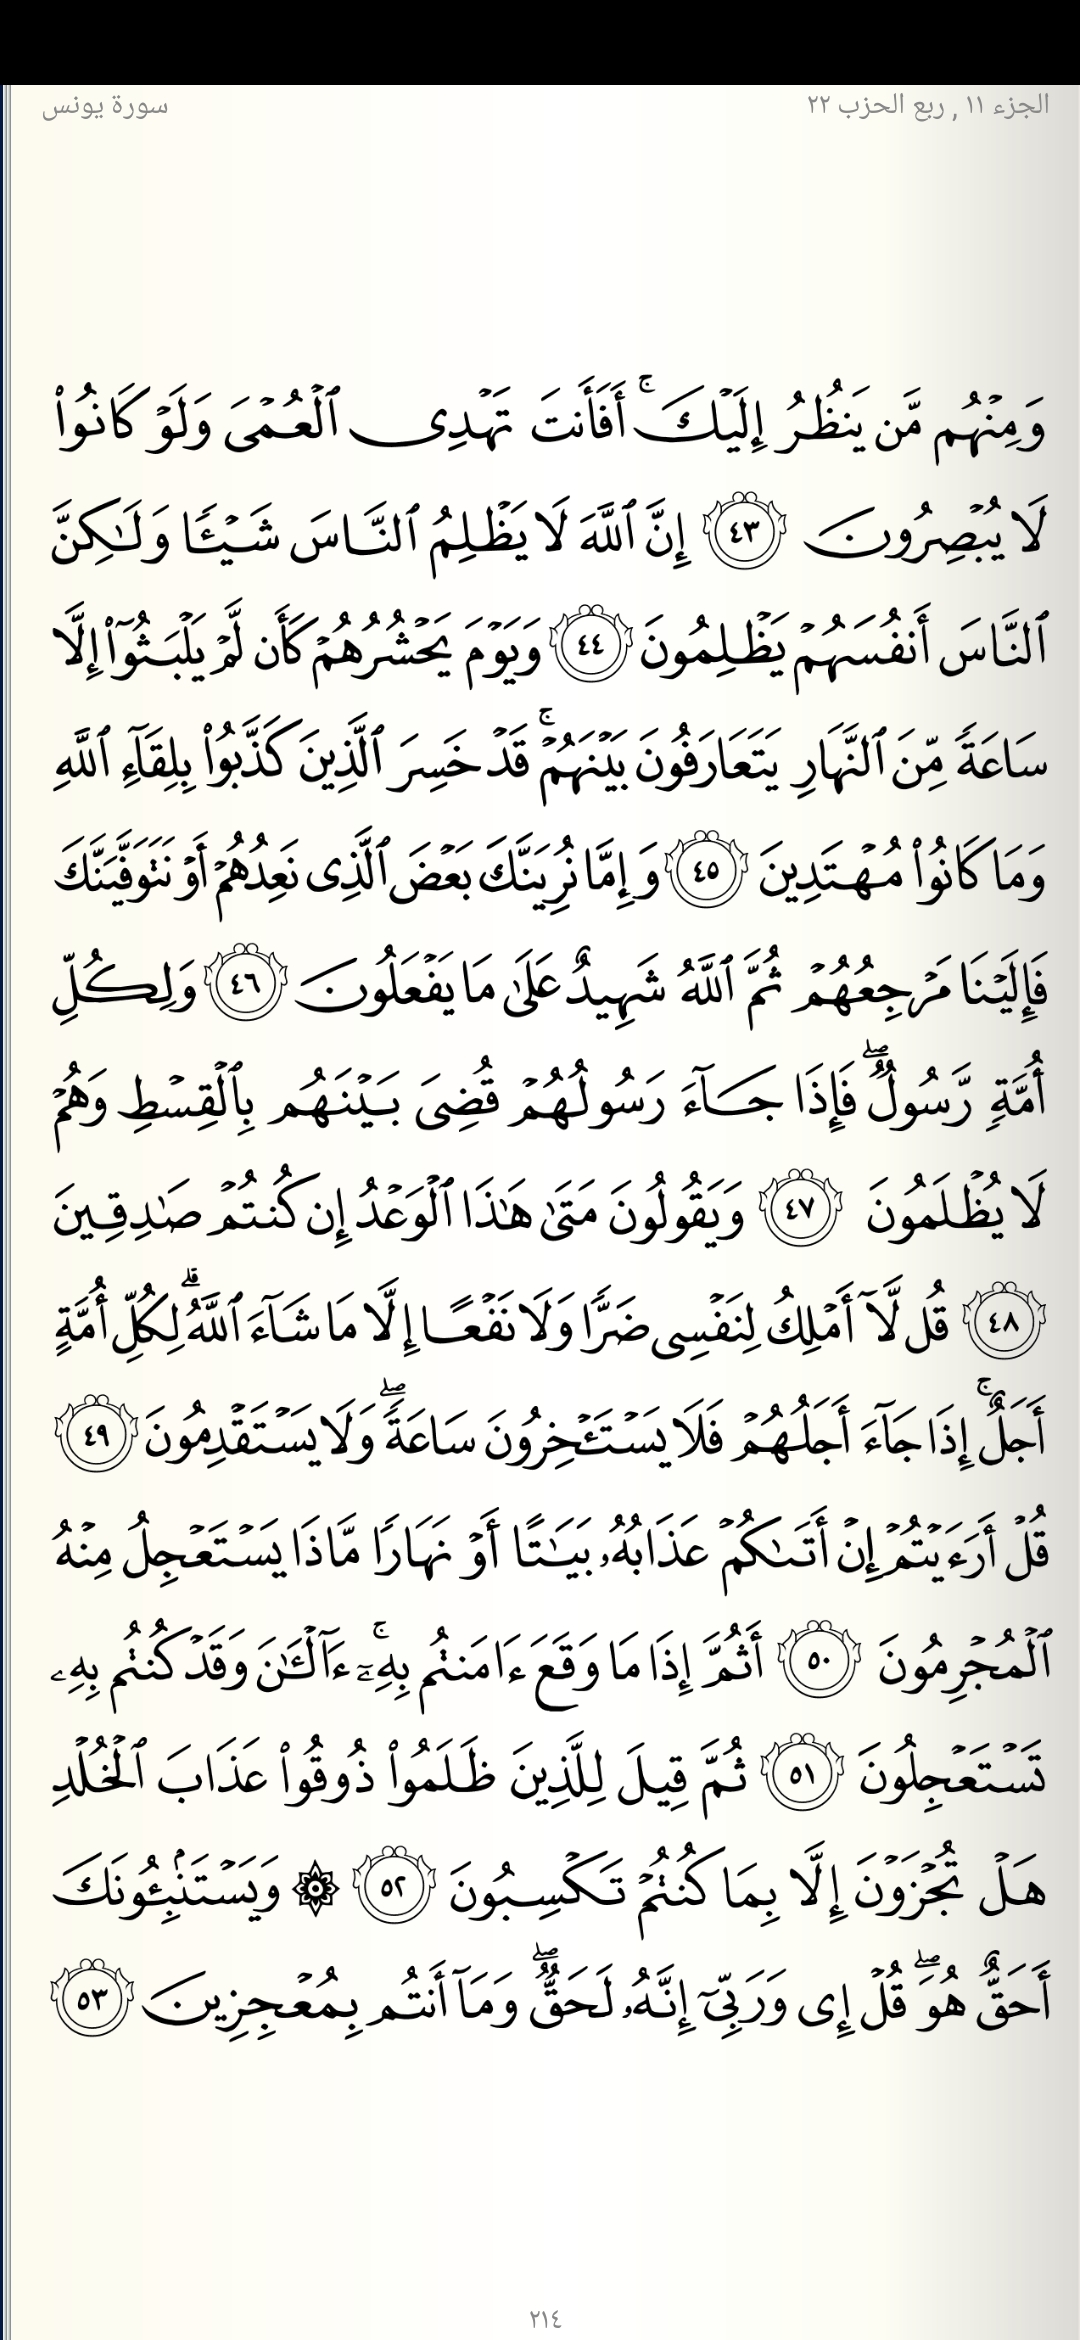 الجزء ١١ , ربع الحزب ٢٢
سورة يونس
وَمِنۡهُم مَّن يَنظُرُ إِلَيۡكَۚ أَفَأَنتَ تَهۡدِي ٱلۡعُمۡيَ وَلَوۡ كَانُواْ
لَا يُبۡصِرُونَ ٤٣ إِنَّ ٱللَّهَ لَا يَظۡلِمُ ٱلنَّاسَ شَيۡـٔٗا وَلَٰكِنَّ
ٱلنَّاسَ أَنفُسَهُمۡ يَظۡلِمُونَ ٤٤ وَيَوۡمَ يَحۡشُرُهُمۡ كَأَن لَّمۡ يَلۡبَثُوٓاْ إِلَّا
سَاعَةٗ مِّنَ ٱلنَّهَارِ يَتَعَارَفُونَ بَيۡنَهُمۡۚ قَدۡ خَسِرَ ٱلَّذِينَ كَذَّبُواْ بِلِقَآءِ ٱللَّهِ
وَمَا كَانُواْ مُهۡتَدِينَ ٤٥ وَإِمَّا نُرِيَنَّكَ بَعۡضَ ٱلَّذِي نَعِدُهُمۡ أَوۡ نَتَوَفَّيَنَّكَ
فَإِلَيۡنَا مَرۡجِعُهُمۡ ثُمَّ ٱللَّهُ شَهِيدٌ عَلَىٰ مَا يَفۡعَلُونَ ٤٦ وَلِكُلِّ
أُمَّةٖ رَّسُولٞۖ فَإِذَا جَآءَ رَسُولُهُمۡ قُضِيَ بَيۡنَهُم بِٱلۡقِسۡطِ وَهُمۡ
لَا يُظۡلَمُونَ ٤٧ وَيَقُولُونَ مَتَىٰ هَٰذَا ٱلۡوَعۡدُ إِن كُنتُمۡ صَٰدِقِينَ
٤٨ قُل لَّآ أَمۡلِكُ لِنَفۡسِي ضَرّٗا وَلَا نَفۡعًا إِلَّا مَا شَآءَ ٱللَّهُۗ لِكُلِّ أُمَّةٍ
أَجَلٌۚ إِذَا جَآءَ أَجَلُهُمۡ فَلَا يَسۡتَـٔۡخِرُونَ سَاعَةٗۖ وَلَا يَسۡتَقۡدِمُونَ ٤٩
قُلۡ أَرَءَيۡتُمۡ إِنۡ أَتَىٰكُمۡ عَذَابُهُۥ بَيَٰتًا أَوۡ نَهَارٗا مَّاذَا يَسۡتَعۡجِلُ مِنۡهُ
ٱلۡمُجۡرِمُونَ ٥٠ أَثُمَّ إِذَا مَا وَقَعَ ءَامَنتُم بِهِۦٓۚ ءَآلۡـَٰٔنَ وَقَدۡ كُنتُم بِهِۦ
تَسۡتَعۡجِلُونَ ٥١ ثُمَّ قِيلَ لِلَّذِينَ ظَلَمُواْ ذُوقُواْ عَذَابَ ٱلۡخُلۡدِ
هَلۡ تُجۡزَوۡنَ إِلَّا بِمَا كُنتُمۡ تَكۡسِبُونَ ٥٢ ۞ وَيَسۡتَنۢبِـُٔونَكَ
أَحَقٌّ هُوَۖ قُلۡ إِي وَرَبِّيٓ إِنَّهُۥ لَحَقّٞۖ وَمَآ أَنتُم بِمُعۡجِزِينَ ٥٣
٢١٤